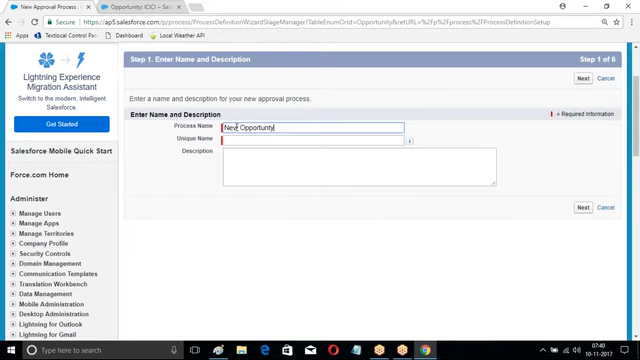 New Approval Process
Opportunity: ICICI ~ Sale
Secure
https://ap5.salesforce.com/p/process/ProcessDefinitionWizardStageManager?TableEnumOrId=Opportunity&retURL=%2Fp%2Fprocess%2FProcessDefinitionSetup
Apps
Textlocal Control Panel
Dashboard
Local Weather API
Lightning Experience
Migration Assistant
Switch to the modern, intelligent
Salesforce.
Get Started
Salesforce Mobile Quick Start
Force.com Home
Administer
Manage Users
Manage Apps
Manage Territories
Company Profile
Security Controls
Domain Management
Communication Templates
Translation Workbench
Data Management
Mobile Administration
Desktop Administration
Lightning for Outlook
Lightning for Gmail
Step 1. Enter Name and Description
Step 1 of 6
Next
Cancel
Enter a name and description for your new approval process.
Enter Name and Description
= Required Information
Process Name
New Opportunty
Unique Name
i
Description
Next
Cancel
Type here to search
07:40
10-11-2017